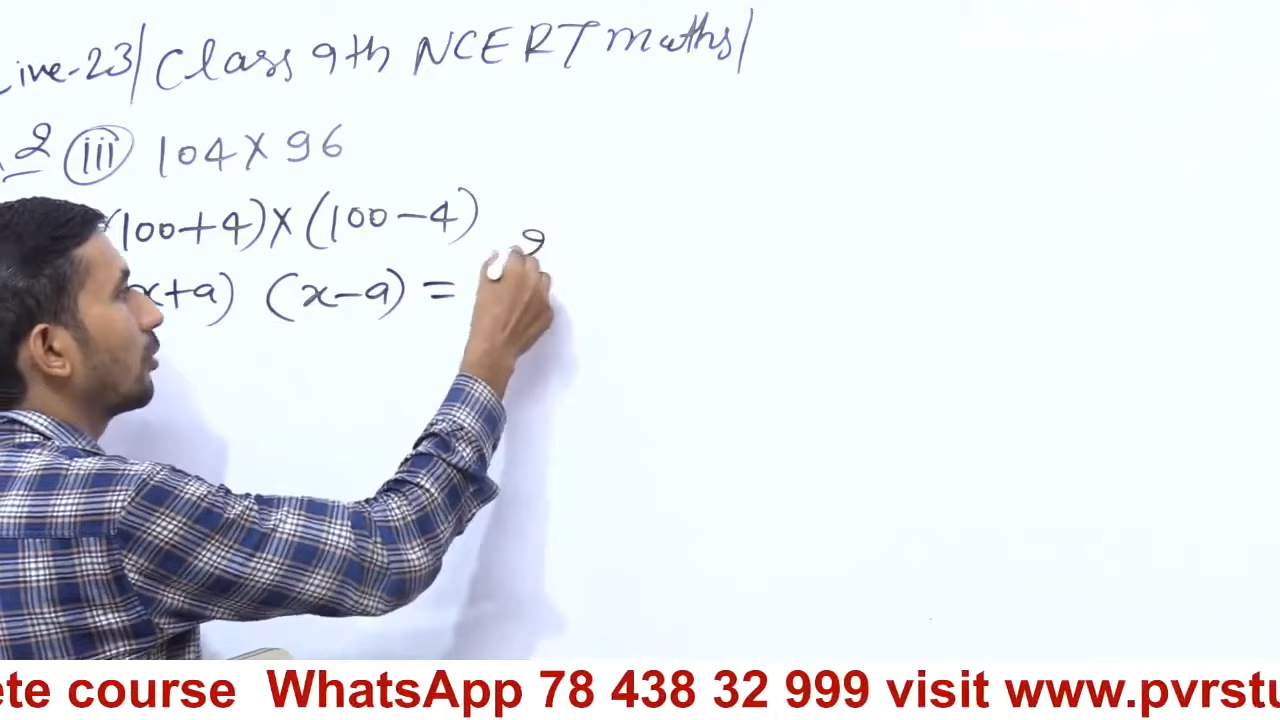 ive-23/Class 9th NCERT maths/
2 (iii) 104 X 96
(100+4) X (100-4)
x+a) (x-a) = 2
ete course WhatsApp 78 438 32 999 visit www.pvrstu